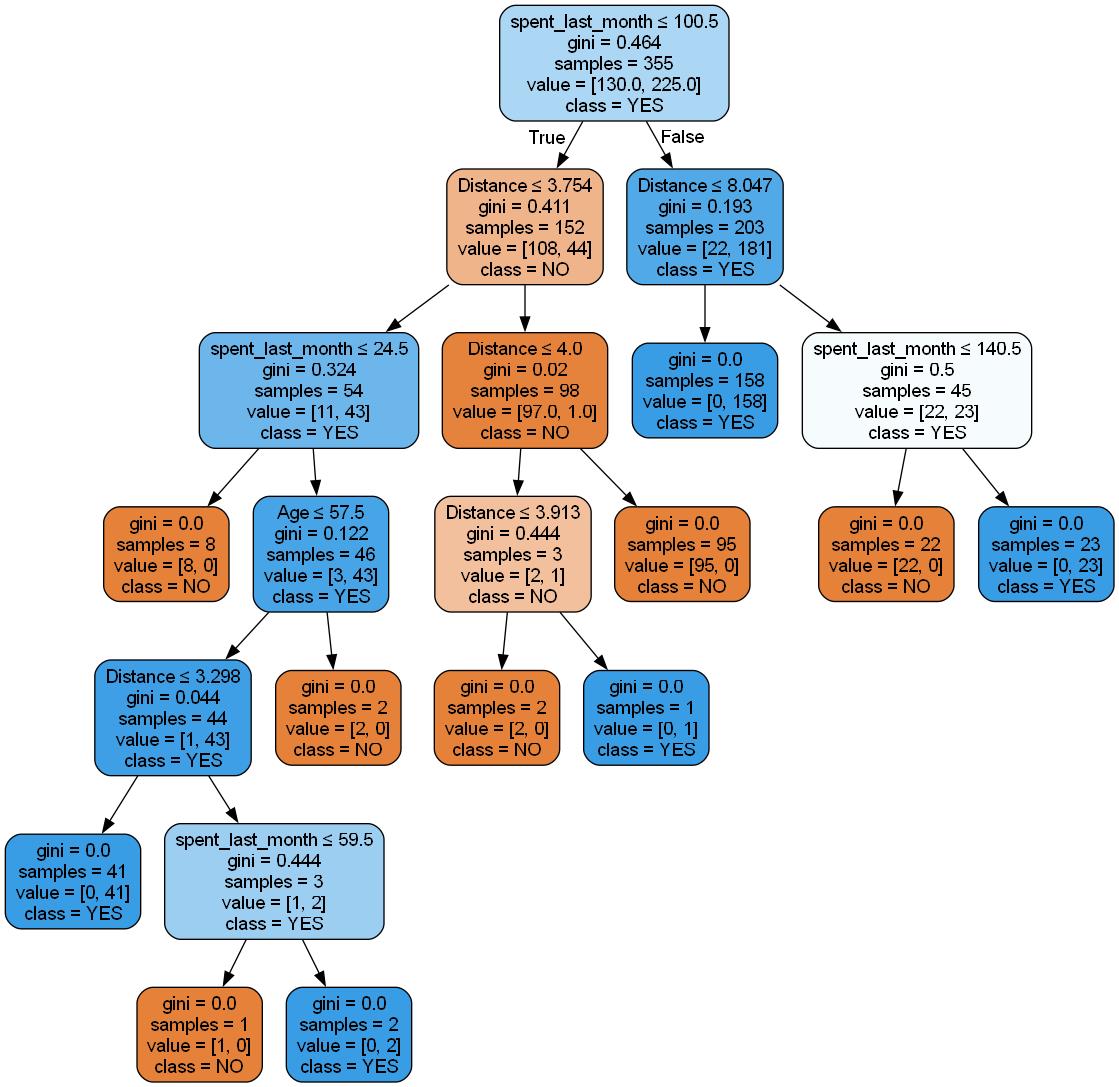 spent_last_month ≤ 100.5
gini = 0.464
samples = 355
value = [130.0, 225.0]
class = YES
True
False
Distance ≤ 3.754
gini = 0.411
samples = 152
value = [108, 44]
class = NO
Distance ≤ 8.047
gini = 0.193
samples = 203
value = [22, 181]
class = YES
spent_last_month ≤ 24.5
gini = 0.324
samples = 54
value = [11, 43]
class = YES
Distance ≤ 4.0
gini = 0.02
samples = 98
value = [97.0, 1.0]
class = NO
gini = 0.0
samples = 158
value = [0, 158]
class = YES
spent_last_month ≤ 140.5
gini = 0.5
samples = 45
value = [22, 23]
class = YES
gini = 0.0
samples = 8
value = [8, 0]
class = NO
Age ≤ 57.5
gini = 0.122
samples = 46
value = [3, 43]
class = YES
Distance ≤ 3.913
gini = 0.444
samples = 3
value = [2, 1]
class = NO
gini = 0.0
samples = 95
value = [95, 0]
class = NO
gini = 0.0
samples = 22
value = [22, 0]
class = NO
gini = 0.0
samples = 23
value = [0, 23]
class = YES
Distance ≤ 3.298
gini = 0.044
samples = 44
value = [1, 43]
class = YES
gini = 0.0
samples = 2
value = [2, 0]
class = NO
gini = 0.0
samples = 2
value = [2, 0]
class = NO
gini = 0.0
samples = 1
value = [0, 1]
class = YES
gini = 0.0
samples = 41
value = [0, 41]
class = YES
spent_last_month ≤ 59.5
gini = 0.444
samples = 3
value = [1, 2]
class = YES
gini = 0.0
samples = 1
value = [1, 0]
class = NO
gini = 0.0
samples = 2
value = [0, 2]
class = YES